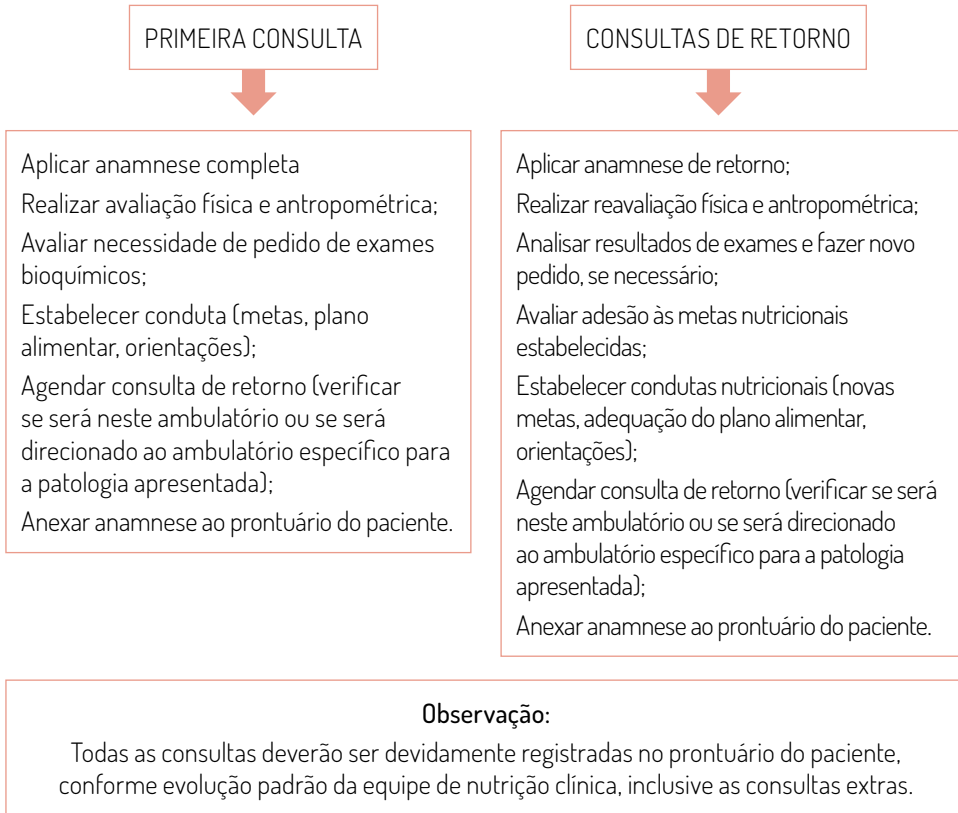 PRIMEIRA CONSULTA
Aplicar anamnese completa
Realizar avaliação física e antropométrica;
Avaliar necessidade de pedido de exames
bioquímicos;
Estabelecer conduta (metas, plano
alimentar, orientações);
Agendar consulta de retorno (verificar
se será neste ambulatório ou se será
direcionado ao ambulatório específico para
a patologia apresentada);
Anexar anamnese ao prontuário do paciente.
CONSULTAS DE RETORNO
Aplicar anamnese de retorno;
Realizar reavaliação física e antropométrica;
Analisar resultados de exames e fazer novo
pedido, se necessário;
Avaliar adesão às metas nutricionais
estabelecidas;
Estabelecer condutas nutricionais (novas
metas, adequação do plano alimentar,
orientações);
Agendar consulta de retorno (verificar se será
neste ambulatório ou se será direcionado
ao ambulatório específico para a patologia
apresentada);
Anexar anamnese ao prontuário do paciente.
Observação:
Todas as consultas deverão ser devidamente registradas no prontuário do paciente,
conforme evolução padrão da equipe de nutrição clínica, inclusive as consultas extras.